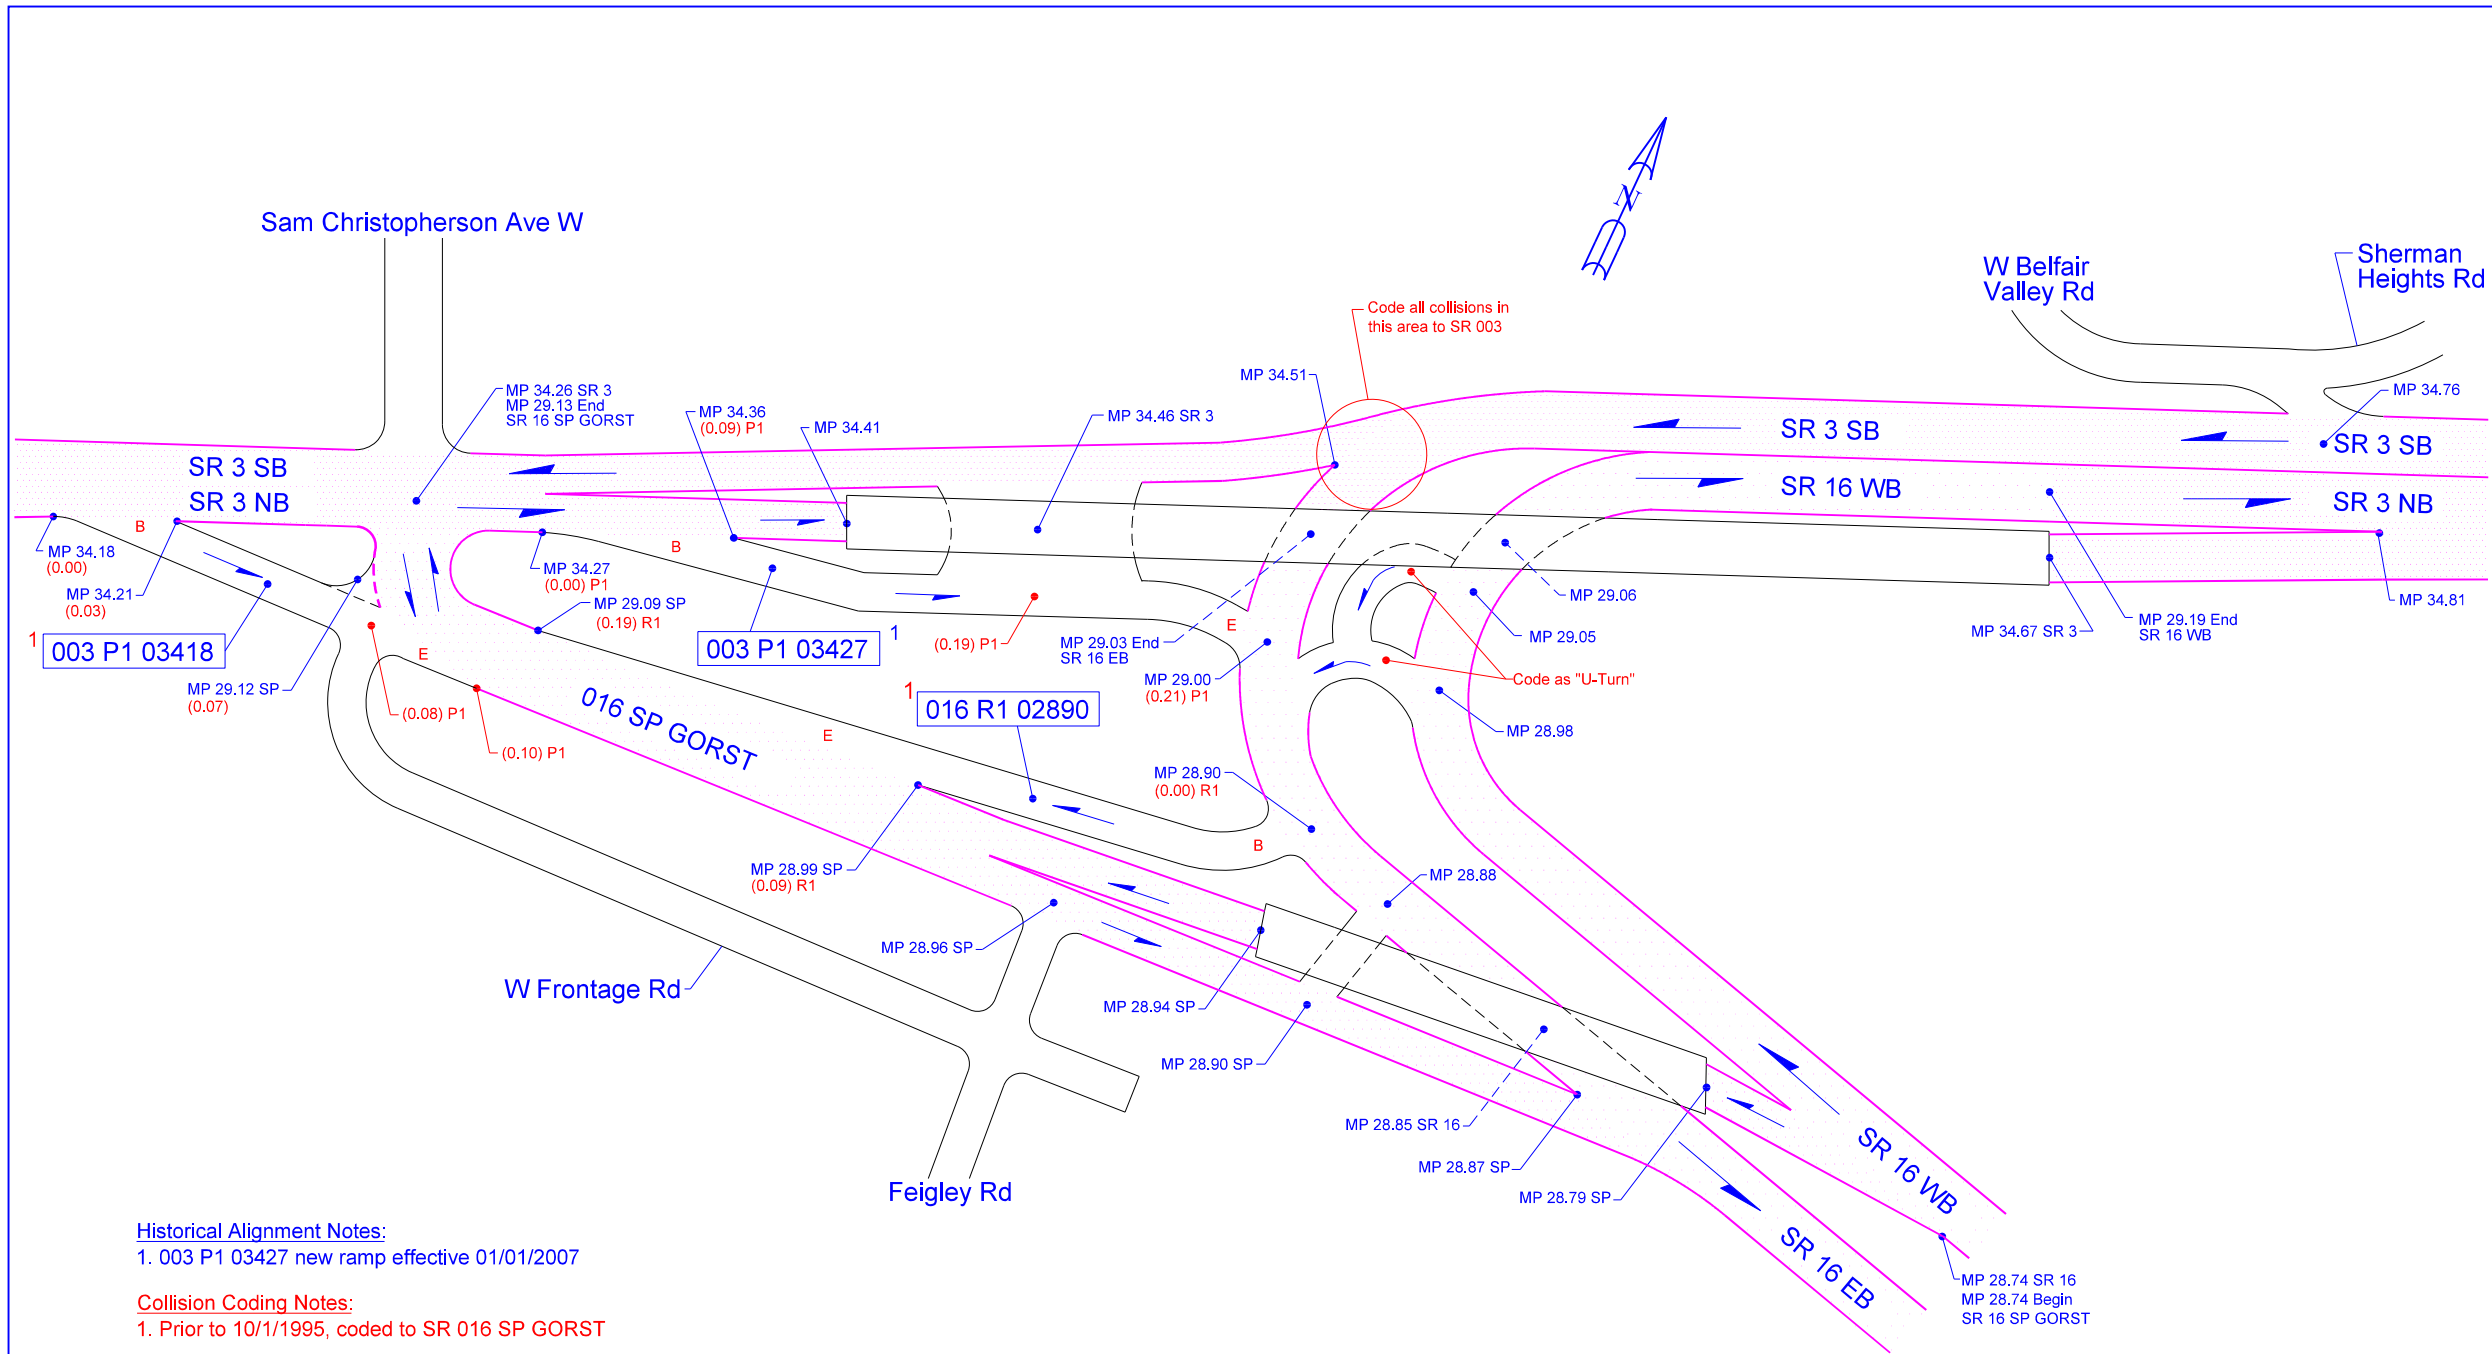 Sam Christopherson Ave W
N
W Belfair
Valley Rd
Sherman
Heights Rd
Code all collisions in
this area to SR 003
MP 34.26 SR 3
MP 29.13 End
SR 16 SP GORST
MP 34.36
(0.09) P1
MP 34.41
MP 34.46 SR 3
MP 34.51
MP 34.76
SR 3 SB
SR 3 NB
SR 3 SB
SR 16 WB
SR 3 SB
SR 3 NB
B
MP 34.18
(0.00)
MP 34.21
(0.03)
1
003 P1 03418
MP 29.12 SP
(0.07)
E
(0.08) P1
(0.10) P1
B
MP 34.27
(0.00) P1
MP 29.09 SP
(0.19) R1
003 P1 03427
1
(0.19) P1
E
MP 29.03 End
SR 16 EB
MP 29.00
(0.21) P1
MP 29.06
MP 29.05
Code as "U-Turn"
MP 28.98
MP 34.67 SR 3
MP 29.19 End
SR 16 WB
MP 34.81
016 SP GORST
E
1
016 R1 02890
MP 28.90
(0.00) R1
B
MP 28.99 SP
(0.09) R1
MP 28.88
MP 28.96 SP
W Frontage Rd
MP 28.94 SP
MP 28.90 SP
MP 28.85 SR 16
MP 28.87 SP
MP 28.79 SP
Feigley Rd
SR 16 WB
SR 16 EB
MP 28.74 SR 16
MP 28.74 Begin
SR 16 SP GORST
Historical Alignment Notes:
1. 003 P1 03427 new ramp effective 01/01/2007
Collision Coding Notes:
1. Prior to 10/1/1995, coded to SR 016 SP GORST